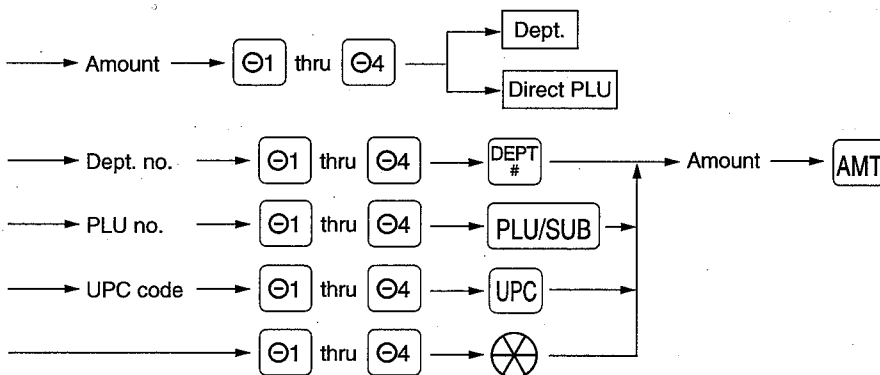 Dept.
Amount ⊖1 thru ⊖4
Direct PLU
Dept. no. ⊖1 thru ⊖4 DEPT # Amount AMT
PLU no. ⊖1 thru ⊖4 PLU/SUB
UPC code ⊖1 thru ⊖4 UPC
⊖1 thru ⊖4